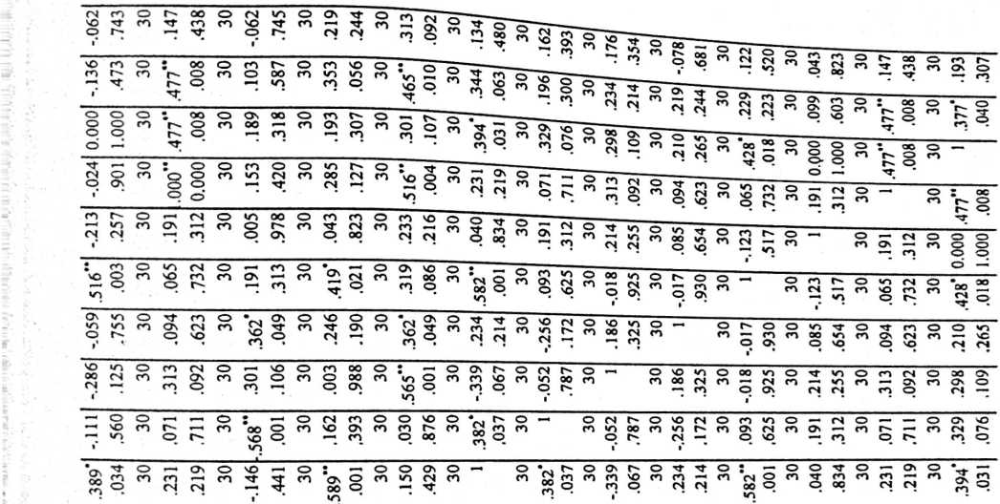 .389* -.111 -.286 -.059 .516** -.213 -.024 0.000 -.136 -.062
.034 .560 .125 .755 .003 .257 .901 1.000 .473 .743
30 30 30 30 30 30 30 30 30 30
.231 .071 .313 .094 .065 .191 .000** .477** .477** .147
.219 .711 .092 .623 .732 .312 0.000 .008 .008 .438
30 30 30 30 30 30 30 30 30 30
-.146 -.568** .301 .362* .191 .005 .153 .189 .103 -.062
.441 .001 .106 .049 .313 .978 .420 .318 .587 .745
30 30 30 30 30 30 30 30 30 30
.589** .162 .003 .246 .419* .043 .285 .193 .353 .219
.001 .393 .988 .190 .021 .823 .127 .307 .056 .244
30 30 30 30 30 30 30 30 30 30
.150 .030 .565** .362* .319 .233 .516** .301 .465** .313
.429 .876 .001 .049 .086 .216 .004 .107 .010 .092
30 30 30 30 30 30 30 30 30 30
1 .382* -.339 .234 .582** .040 .231 .394* .344 .134
.037 .067 .214 .001 .834 .219 .031 .063 .480
30 30 30 30 30 30 30 30 30 30
.382* 1 -.052 -.256 .093 .191 .071 .329 .196 .162
.037 .787 .172 .625 .312 .711 .076 .300 .393
30 30 30 30 30 30 30 30 30 30
-.339 -.052 1 .186 -.018 .214 .313 .298 .234 .176
.067 .787 .325 .925 .255 .092 .109 .214 .354
30 30 30 30 30 30 30 30 30 30
.234 -.256 .186 1 -.017 .085 .094 .210 .219 -.078
.214 .172 .325 .930 .654 .623 .265 .244 .681
30 30 30 30 30 30 30 30 30 30
.582** .093 -.018 -.017 1 -.123 .065 .428* .229 .122
.001 .625 .925 .930 .517 .732 .018 .223 .520
30 30 30 30 30 30 30 30 30 30
.040 .191 .214 .085 -.123 1 .191 0.000 .099 .043
.834 .312 .255 .654 .517 .312 1.000 .603 .823
30 30 30 30 30 30 30 30 30 30
.231 .071 .313 .094 .065 .191 1 .477** .477** .147
.219 .711 .092 .623 .732 .312 .008 .008 .438
30 30 30 30 30 30 30 30 30 30
.394* .329 .298 .210 .428* 0.000 .477** 1 .377* .193
.031 .076 .109 .265 .018 1.000 .008 .040 .307